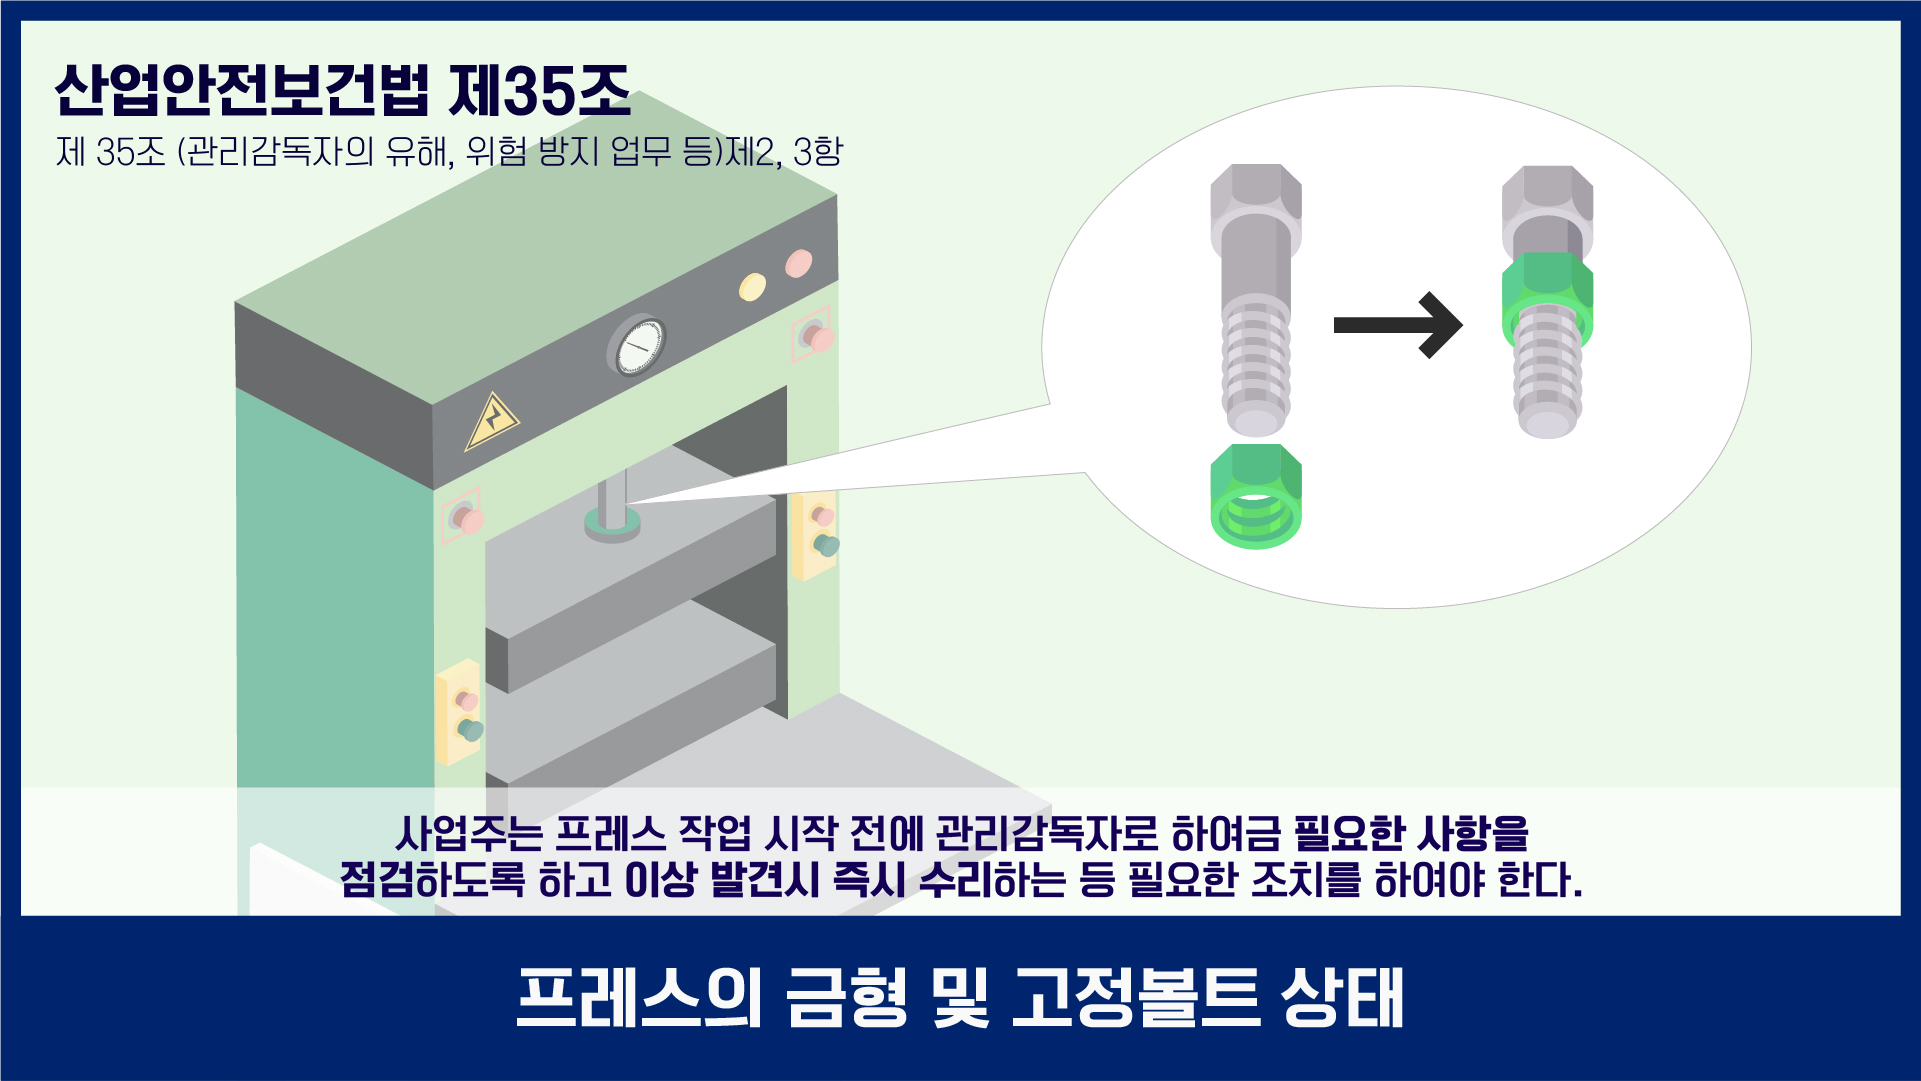 산업안전보건법 제35조
제 35조 (관리감독자의 유해, 위험 방지 업무 등)제2, 3항
사업주는 프레스 작업 시작 전에 관리감독자로 하여금 필요한 사항을
점검하도록 하고 이상 발견시 즉시 수리하는 등 필요한 조치를 하여야 한다.
프레스의 금형 및 고정볼트 상태